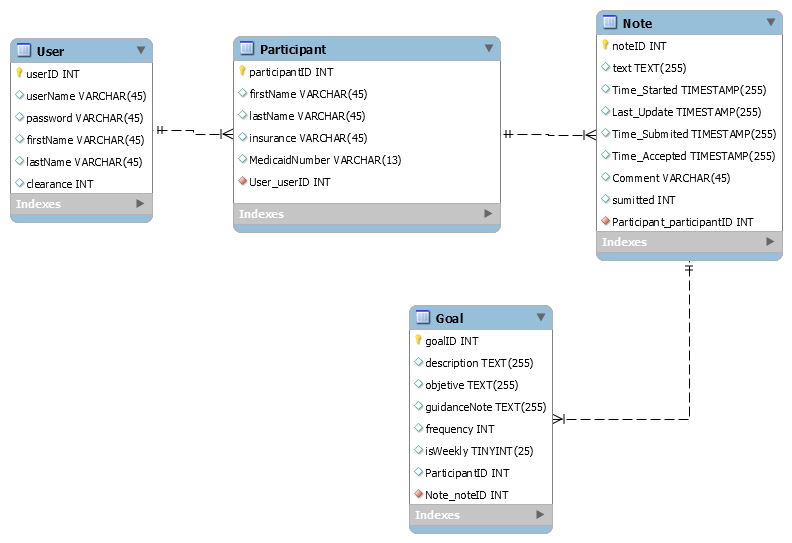 User
userID INT
userName VARCHAR(45)
password VARCHAR(45)
firstName VARCHAR(45)
lastName VARCHAR(45)
clearance INT
Indexes
Participant
participantID INT
firstName VARCHAR(45)
lastName VARCHAR(45)
insurance VARCHAR(45)
MedicaidNumber VARCHAR(13)
User_userID INT
Indexes
Note
noteID INT
text TEXT(255)
Time_Started TIMESTAMP(255)
Last_Update TIMESTAMP(255)
Time_Submited TIMESTAMP(255)
Time_Accepted TIMESTAMP(255)
Comment VARCHAR(45)
sumitted INT
Participant_participantID INT
Indexes
Goal
goalID INT
description TEXT(255)
objetive TEXT(255)
guidanceNote TEXT(255)
frequency INT
isWeekly TINYINT(25)
ParticipantID INT
Note_noteID INT
Indexes